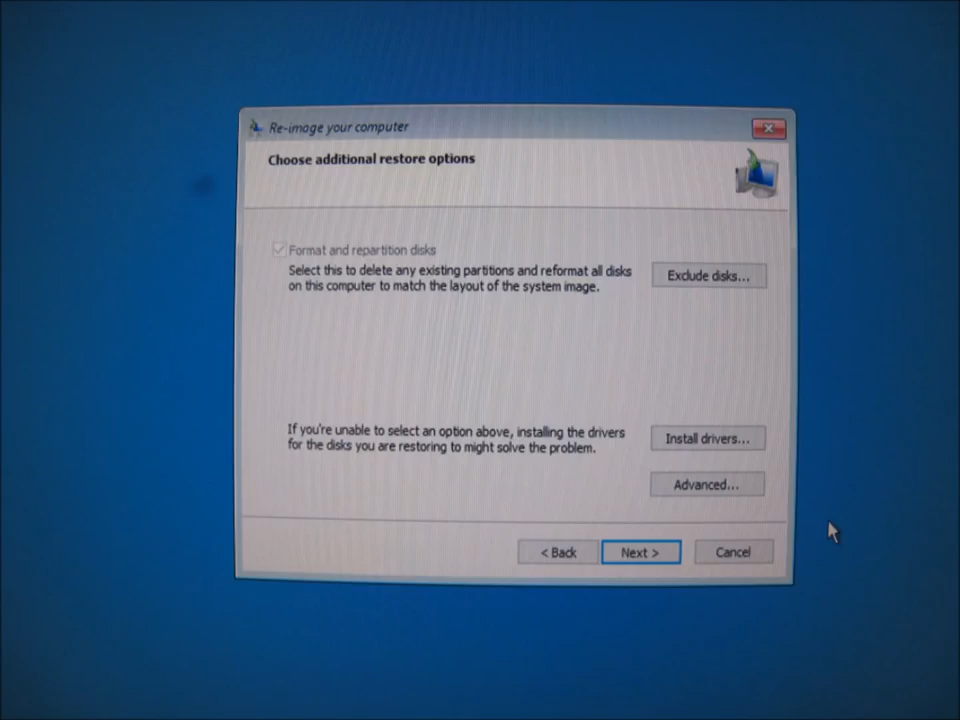 Re-image your computer
Choose additional restore options
Format and repartition disks
Select this to delete any existing partitions and reformat all disks
on this computer to match the layout of the system image.
Exclude disks...
If you're unable to select an option above, installing the drivers
for the disks you are restoring to might solve the problem.
Install drivers...
Advanced...
< Back
Next >
Cancel